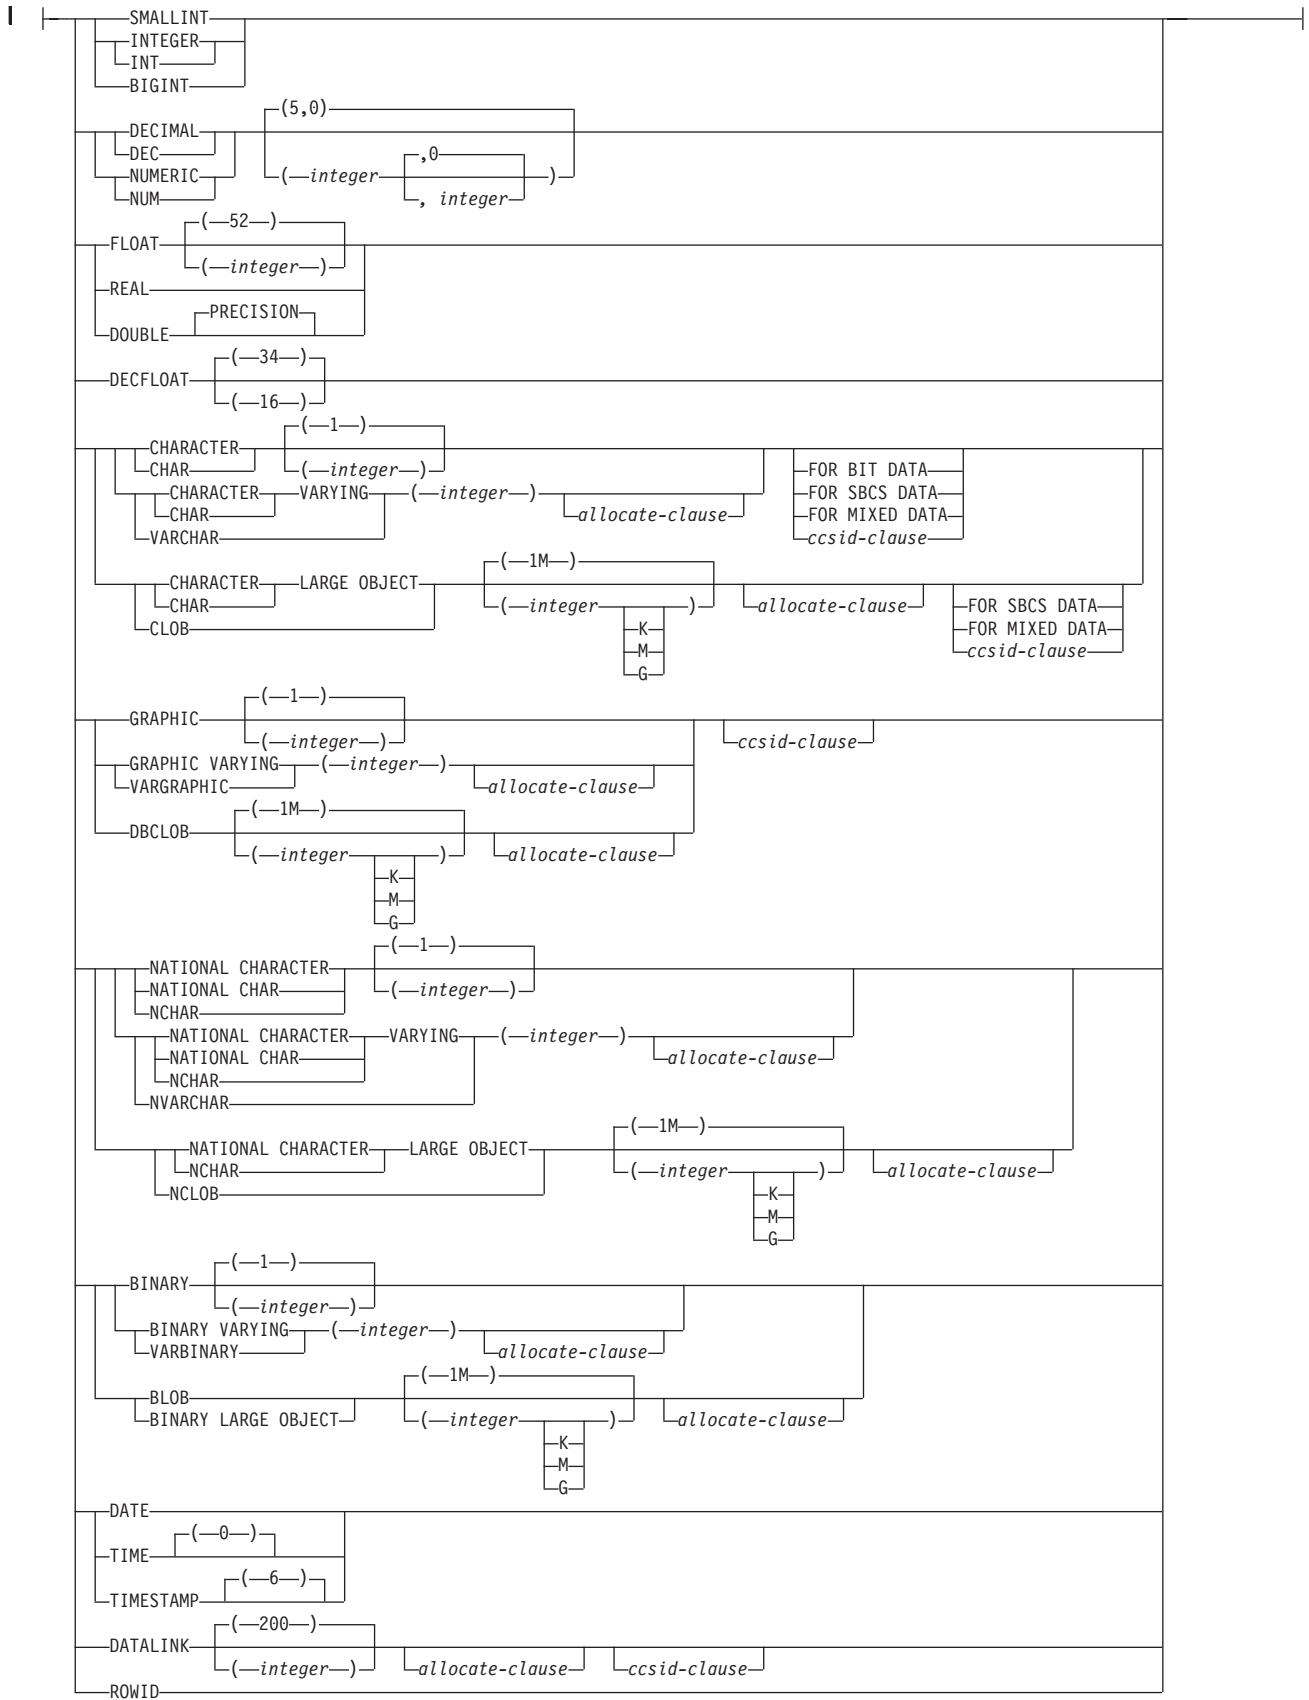 SMALLINT
INTEGER
INT
BIGINT
(5,0)
DECIMAL
DEC
,0
NUMERIC ( integer )
NUM , integer
( 52 )
FLOAT
( integer )
REAL
PRECISION
DOUBLE
( 34 )
DECFLOAT
( 16 )
( 1 )
CHARACTER
CHAR ( integer ) FOR BIT DATA
CHARACTER VARYING ( integer ) FOR SBCS DATA
CHAR allocate-clause FOR MIXED DATA
VARCHAR ccsid-clause
( 1M )
CHARACTER LARGE OBJECT
CHAR ( integer ) allocate-clause FOR SBCS DATA
CLOB K FOR MIXED DATA
M ccsid-clause
G
( 1 )
GRAPHIC
( integer ) ccsid-clause
GRAPHIC VARYING ( integer )
VARGRAPHIC allocate-clause
( 1M )
DBCLOB
( integer ) allocate-clause
K
M
G
( 1 )
NATIONAL CHARACTER
NATIONAL CHAR ( integer )
NCHAR
NATIONAL CHARACTER VARYING ( integer )
NATIONAL CHAR allocate-clause
NCHAR
NVARCHAR
( 1M )
NATIONAL CHARACTER LARGE OBJECT
NCHAR ( integer ) allocate-clause
NCLOB K
M
G
( 1 )
BINARY
( integer )
BINARY VARYING ( integer )
VARBINARY allocate-clause
( 1M )
BLOB
BINARY LARGE OBJECT ( integer ) allocate-clause
K
M
G
DATE
( 0 )
TIME
( 6 )
TIMESTAMP
( 200 )
DATALINK
( integer ) allocate-clause ccsid-clause
ROWID